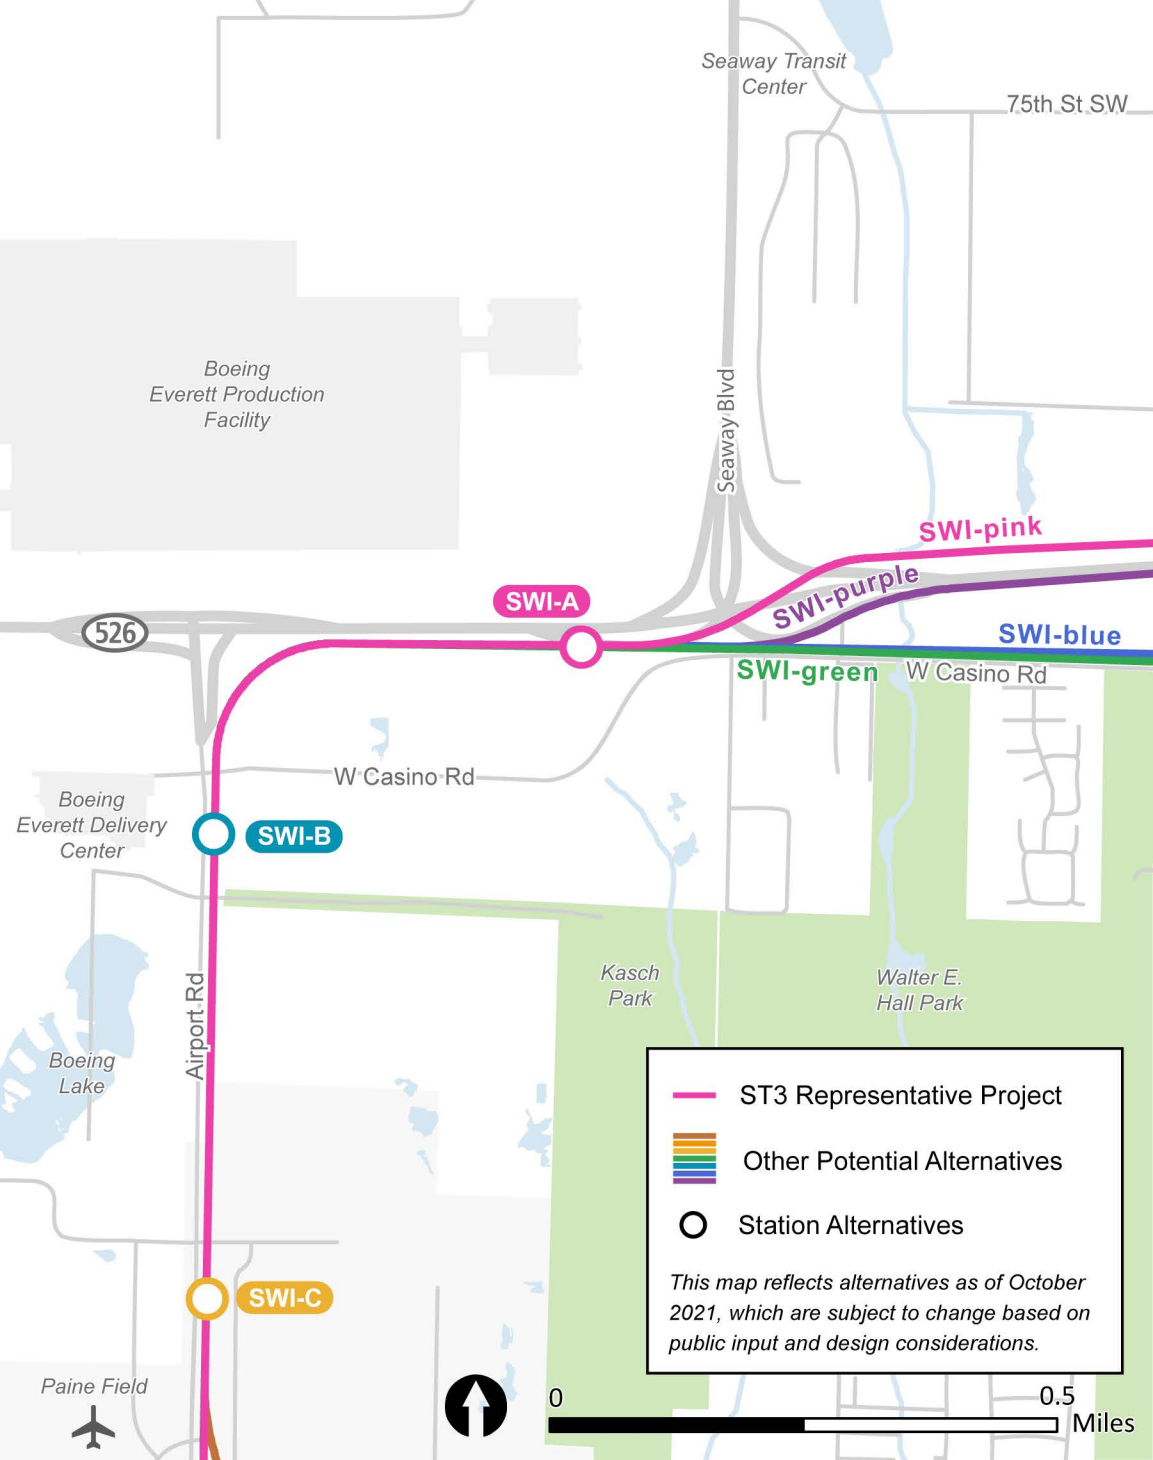 Seaway Transit
Center
75th St SW
Boeing
Everett Production
Facility
Seaway Blvd
SWI-pink
SWI-purple
SWI-A
526
SWI-blue
SWI-green
W Casino Rd
W Casino Rd
Boeing
Everett Delivery
Center
SWI-B
Kasch
Park
Walter E.
Hall Park
Airport Rd
Boeing
Lake
ST3 Representative Project
Other Potential Alternatives
Station Alternatives
This map reflects alternatives as of October
2021, which are subject to change based on
public input and design considerations.
SWI-C
Paine Field
0
0.5
Miles